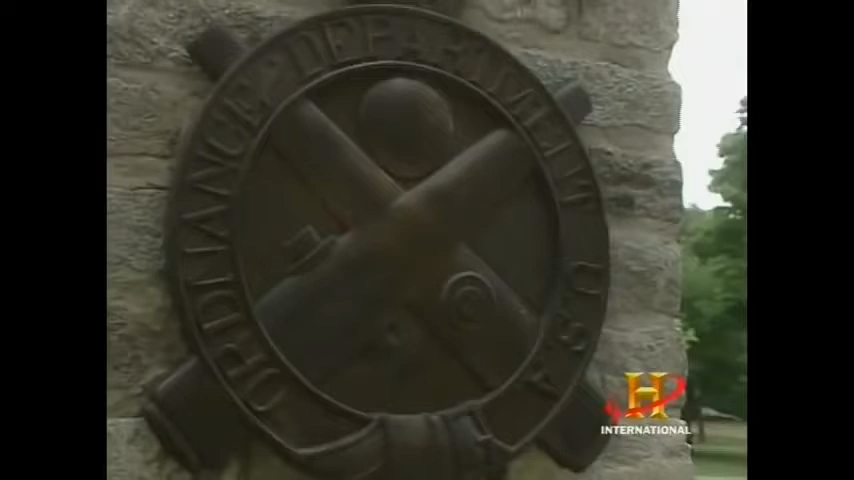 ORDNANCE DEPARTMENT U.S.A.
H
INTERNATIONAL